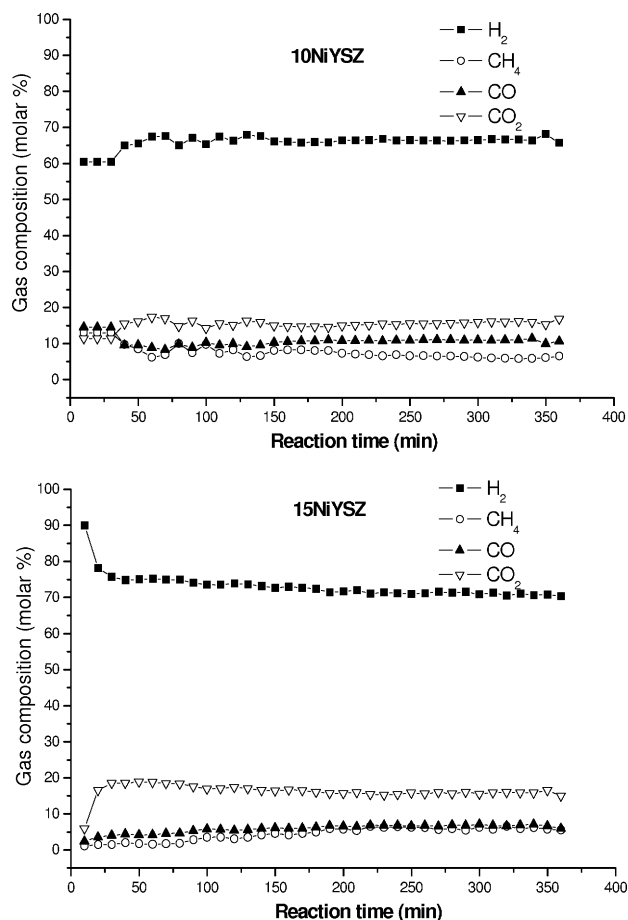 10NiYSZ
H₂
CH₄
CO
CO₂
Gas composition (molar %)
100
90
80
70
60
50
40
30
20
10
0
0 50 100 150 200 250 300 350 400
Reaction time (min)
15NiYSZ
H₂
CH₄
CO
CO₂
Gas composition (molar %)
100
90
80
70
60
50
40
30
20
10
0
0 50 100 150 200 250 300 350 400
Reaction time (min)